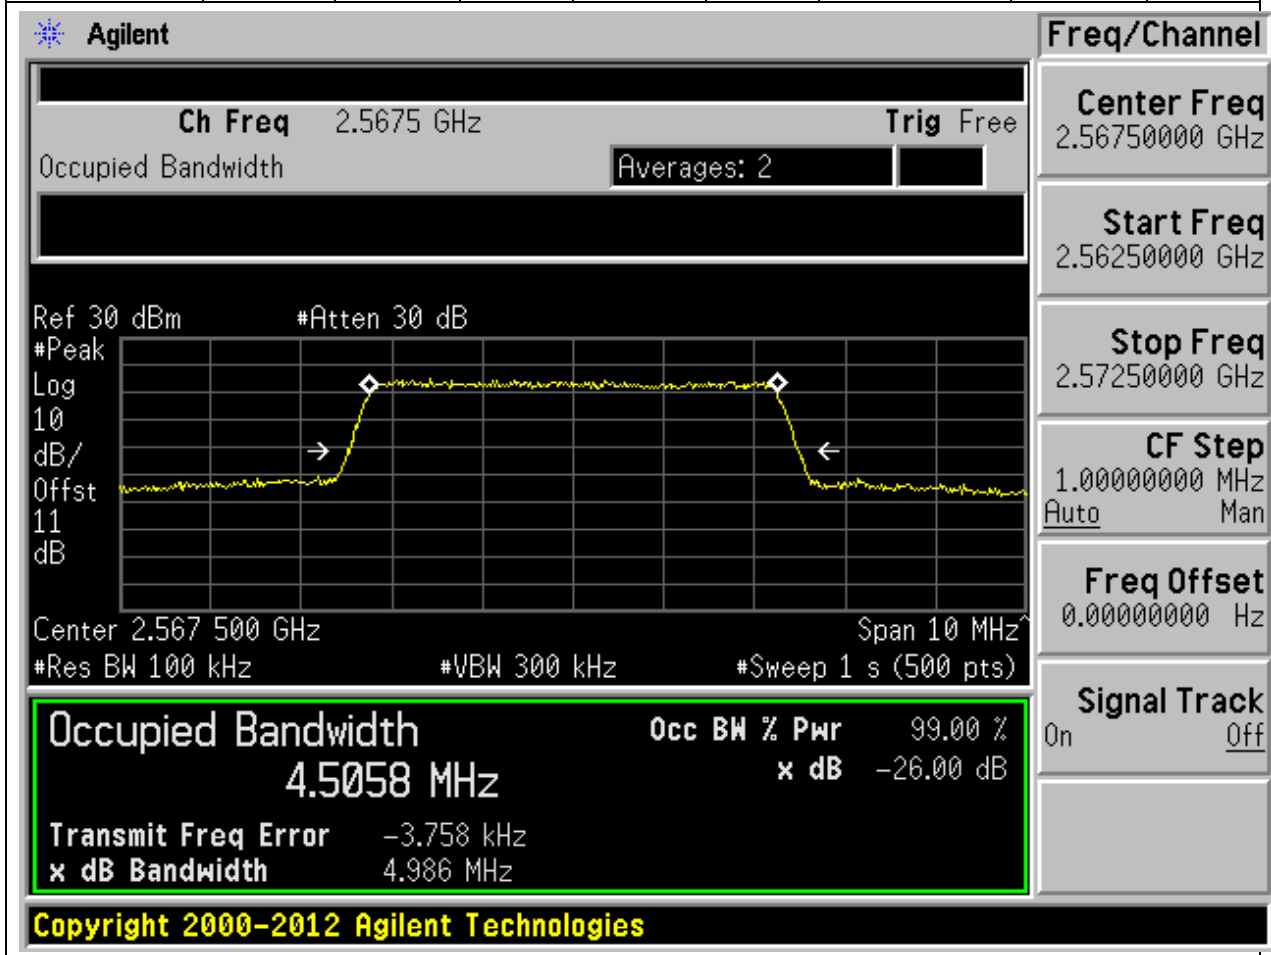 Agilent
Freq/Channel
Ch Freq 2.5675 GHz Trig Free
Occupied Bandwidth Averages: 2
Center Freq
2.56750000 GHz
Start Freq
2.56250000 GHz
Stop Freq
2.57250000 GHz
CF Step
1.00000000 MHz
Auto Man
Freq Offset
0.00000000 Hz
Signal Track
On Off
Ref 30 dBm #Atten 30 dB
#Peak
Log
10
dB/
Offst
11
dB
Center 2.567 500 GHz Span 10 MHz^
#Res BW 100 kHz #VBW 300 kHz #Sweep 1 s (500 pts)
Occupied Bandwidth
4.5058 MHz
Occ BW % Pwr 99.00 %
x dB -26.00 dB
Transmit Freq Error -3.758 kHz
x dB Bandwidth 4.986 MHz
Copyright 2000-2012 Agilent Technologies